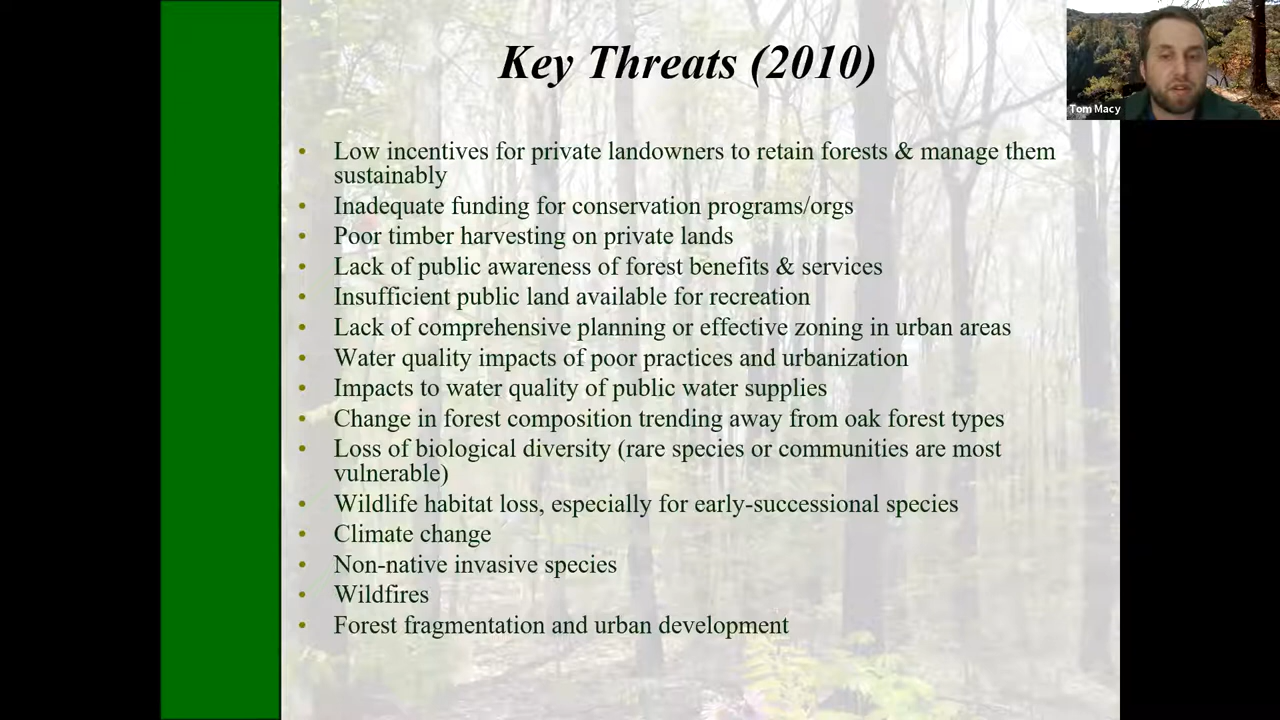 Key Threats (2010)
Tom Macy
• Low incentives for private landowners to retain forests & manage them
sustainably
• Inadequate funding for conservation programs/orgs
• Poor timber harvesting on private lands
• Lack of public awareness of forest benefits & services
• Insufficient public land available for recreation
• Lack of comprehensive planning or effective zoning in urban areas
• Water quality impacts of poor practices and urbanization
• Impacts to water quality of public water supplies
• Change in forest composition trending away from oak forest types
• Loss of biological diversity (rare species or communities are most
vulnerable)
• Wildlife habitat loss, especially for early-successional species
• Climate change
• Non-native invasive species
• Wildfires
• Forest fragmentation and urban development